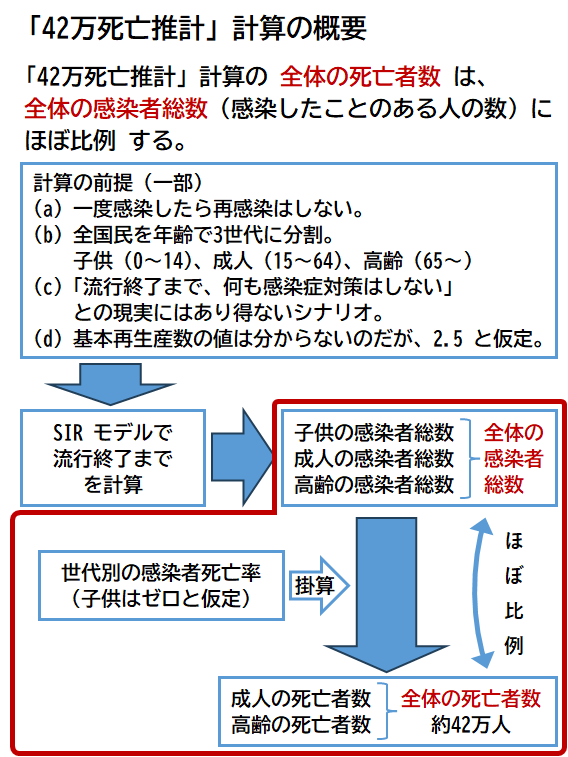 「42万死亡推計」計算の概要
「42万死亡推計」計算の 全体の死亡者数 は、
全体の感染者総数（感染したことのある人の数）に
ほぼ比例 する。
計算の前提（一部）
（a）一度感染したら再感染はしない。
（b）全国民を年齢で3世代に分割。
子供（0～14）、成人（15～64）、高齢（65～）
（c）「流行終了まで、何も感染症対策はしない」
との現実にはあり得ないシナリオ。
（d）基本再生産数の値は分からないのだが、2.5 と仮定。
SIR モデルで
流行終了まで
を計算
子供の感染者総数
成人の感染者総数
高齢の感染者総数
全体の
感染者
総数
世代別の感染者死亡率
（子供はゼロと仮定）
掛算
ほ
ぼ
比
例
成人の死亡者数
高齢の死亡者数
全体の死亡者数
約42万人